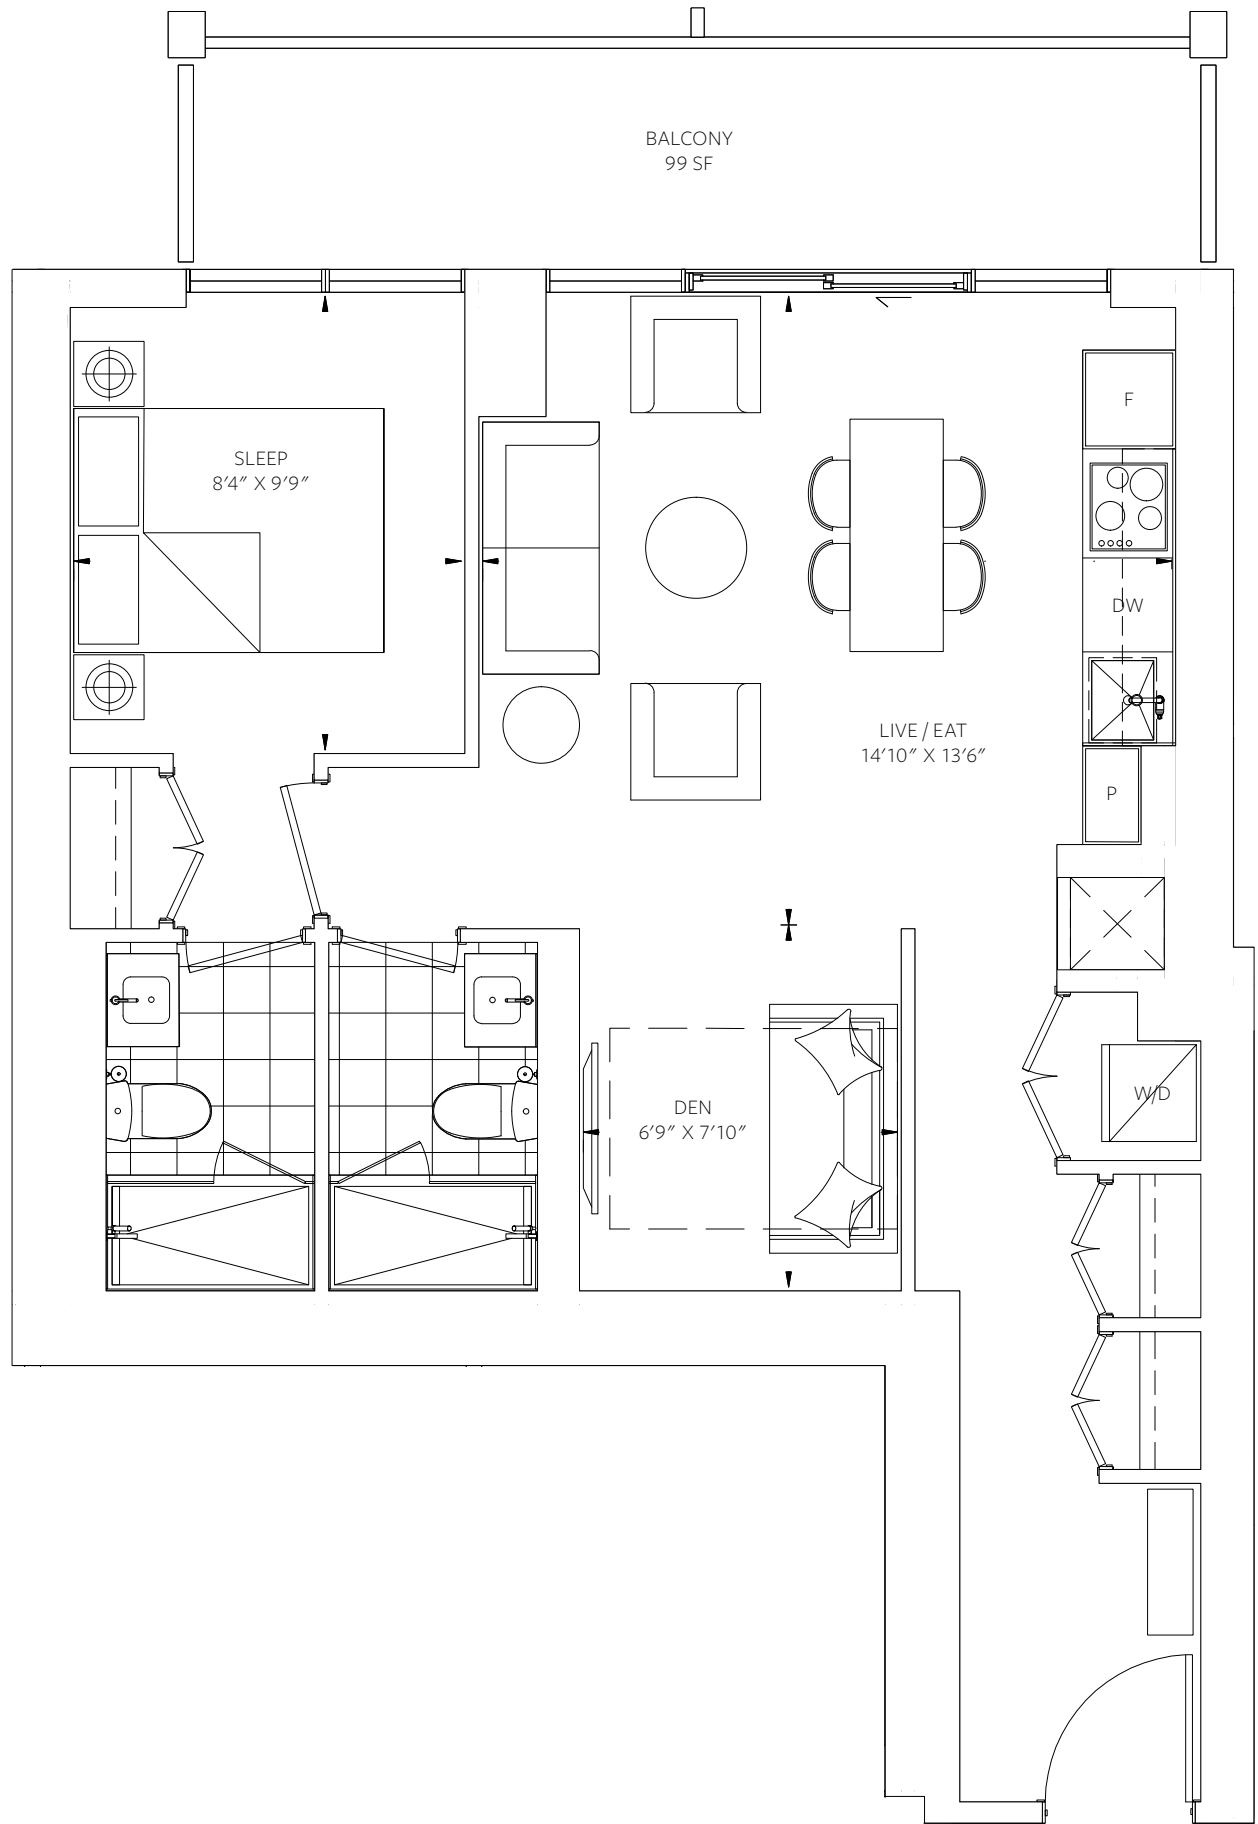 BALCONY
99 SF
F
SLEEP
8'4" X 9'9"
DW
LIVE / EAT
14'10" X 13'6"
P
W/D
DEN
6'9" X 7'10"